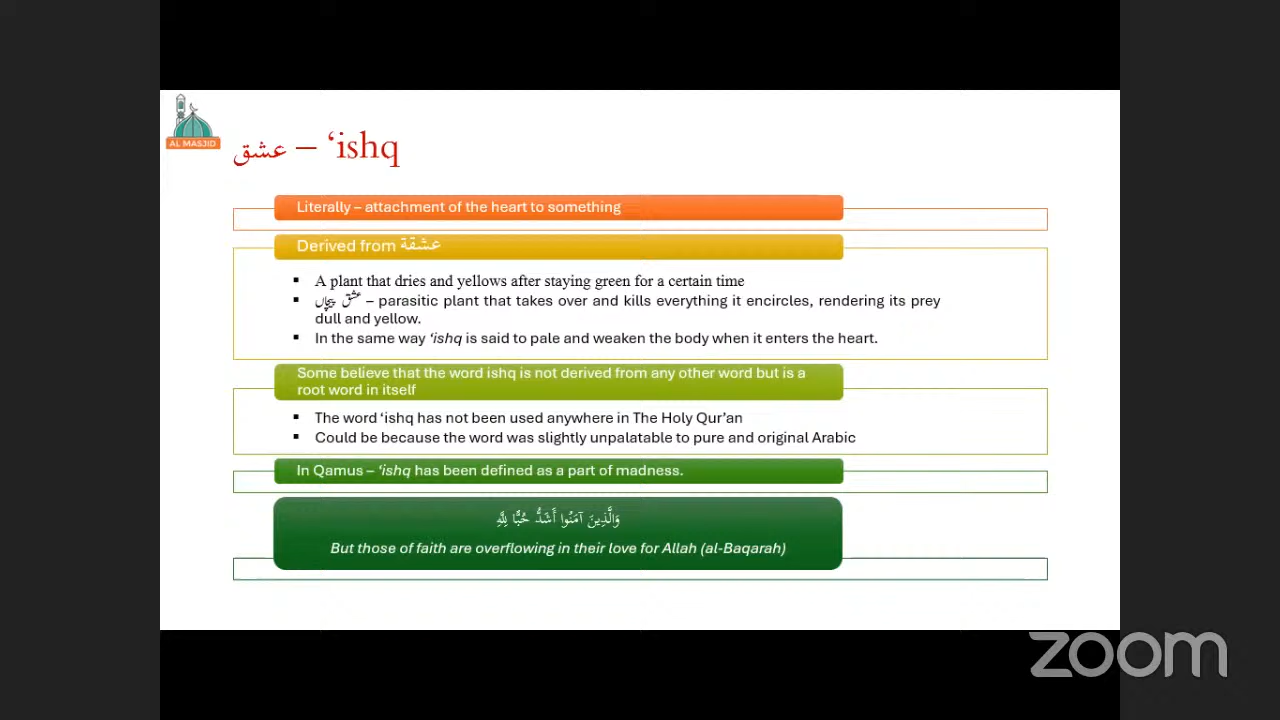 AL MASJID
عشق – ‘ishq
Literally – attachment of the heart to something
Derived from عشقة
▪ A plant that dries and yellows after staying green for a certain time
▪ عشق پیچاں – parasitic plant that takes over and kills everything it encircles, rendering its prey
dull and yellow.
▪ In the same way ‘ishq is said to pale and weaken the body when it enters the heart.
Some believe that the word ishq is not derived from any other word but is a
root word in itself
▪ The word ‘ishq has not been used anywhere in The Holy Qur’an
▪ Could be because the word was slightly unpalatable to pure and original Arabic
In Qamus – ‘ishq has been defined as a part of madness.
وَالَّذِينَ آمَنُوا أَشَدُّ حُبًّا لِلَّهِ
But those of faith are overflowing in their love for Allah (al-Baqarah)
zoom